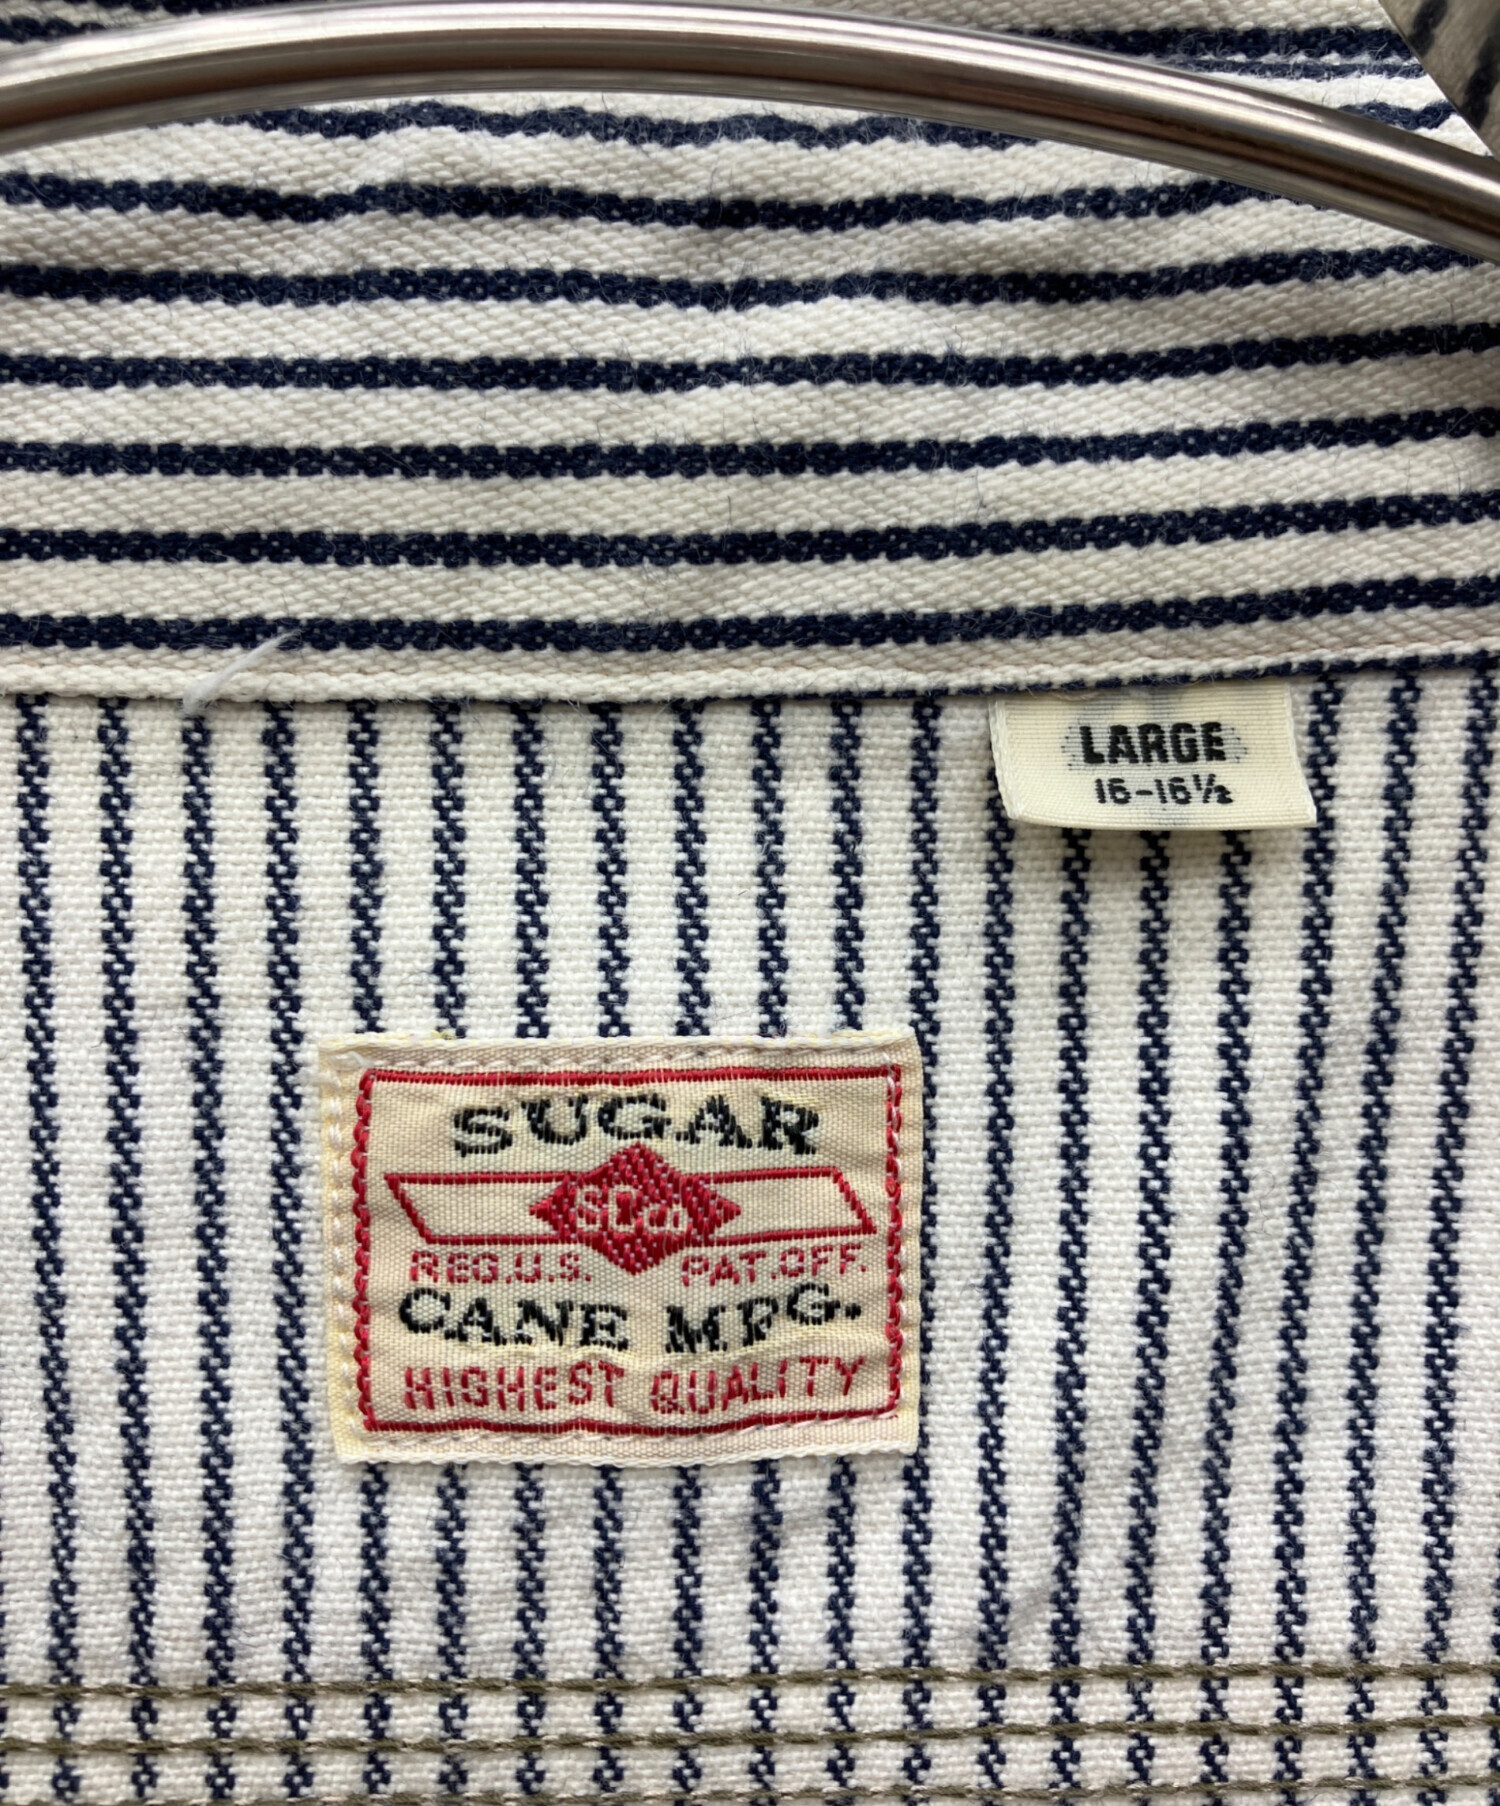 LARGE
16-16½
SUGAR
REG.U.S. PAT.OFF.
CANE MFG.
HIGHEST QUALITY